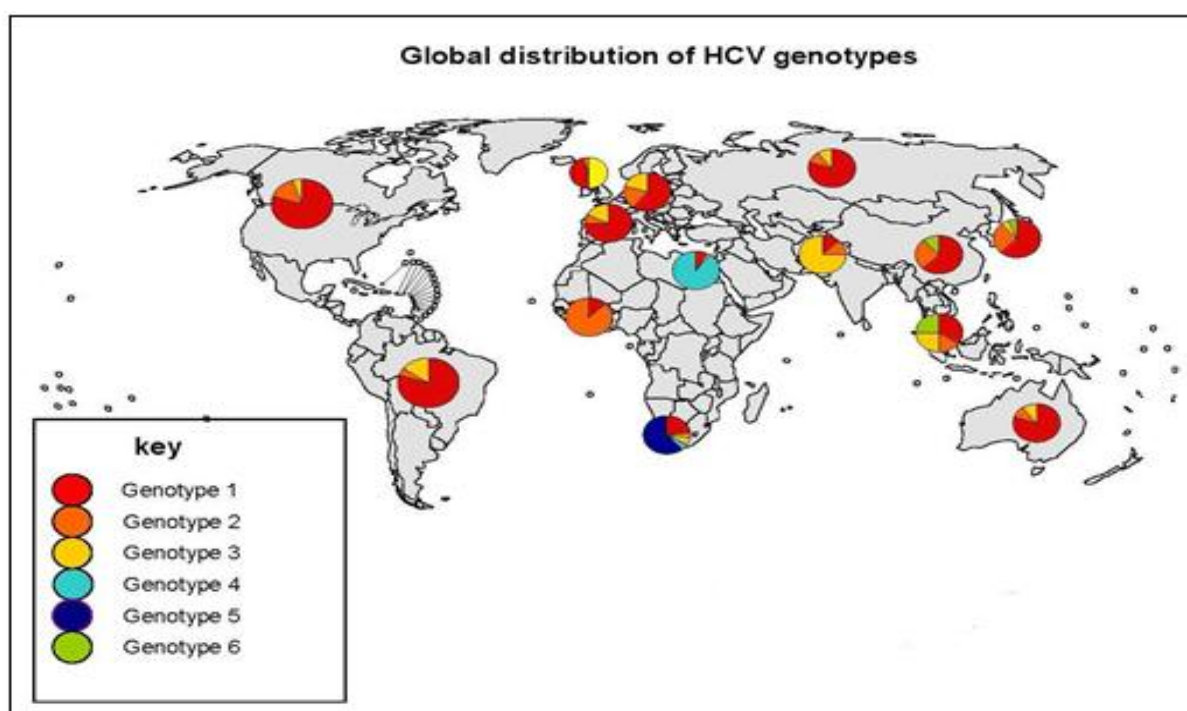 Global distribution of HCV genotypes
key
Genotype 1
Genotype 2
Genotype 3
Genotype 4
Genotype 5
Genotype 6